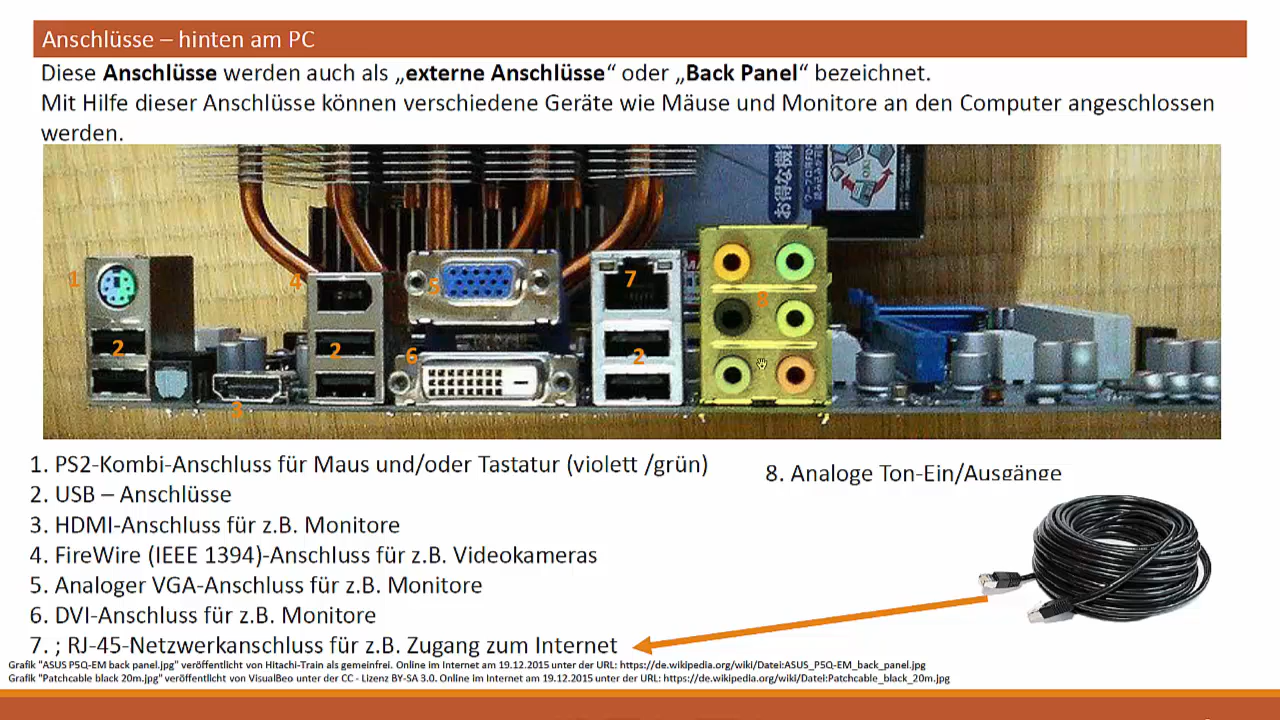 Anschlüsse – hinten am PC
Diese Anschlüsse werden auch als „externe Anschlüsse“ oder „Back Panel“ bezeichnet.
Mit Hilfe dieser Anschlüsse können verschiedene Geräte wie Mäuse und Monitore an den Computer angeschlossen
werden.
お得な機能
1
2
3
4
2
5
6
7
2
8
1. PS2-Kombi-Anschluss für Maus und/oder Tastatur (violett /grün)
2. USB – Anschlüsse
3. HDMI-Anschluss für z.B. Monitore
4. FireWire (IEEE 1394)-Anschluss für z.B. Videokameras
5. Analoger VGA-Anschluss für z.B. Monitore
6. DVI-Anschluss für z.B. Monitore
7. ; RJ-45-Netzwerkanschluss für z.B. Zugang zum Internet
8. Analoge Ton-Ein/Ausgänge
Grafik "ASUS P5Q-EM back panel.jpg" veröffentlicht von Hitachi-Train als gemeinfrei. Online im Internet am 19.12.2015 unter der URL: https://de.wikipedia.org/wiki/Datei:ASUS_P5Q-EM_back_panel.jpg
Grafik "Patchcable black 20m.jpg" veröffentlicht von VisualBeo unter der CC - Lizenz BY-SA 3.0. Online im Internet am 19.12.2015 unter der URL: https://de.wikipedia.org/wiki/Datei:Patchcable_black_20m.jpg